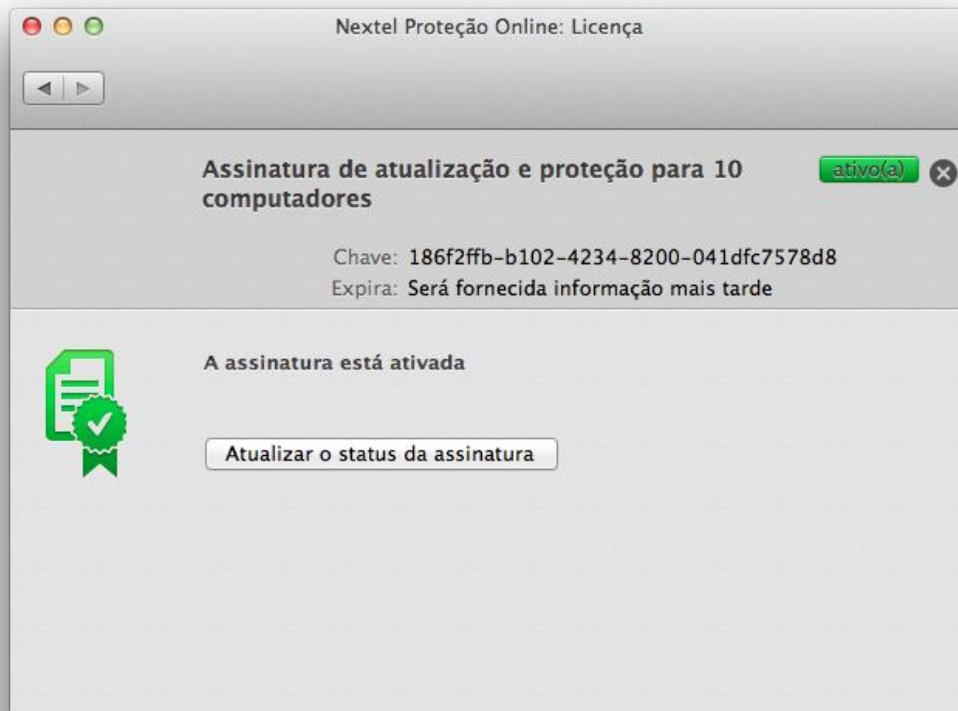 Nextel Proteção Online: Licença
Assinatura de atualização e proteção para 10
computadores
ativo(a)
Chave: 186f2ffb-b102-4234-8200-041dfc7578d8
Expira: Será fornecida informação mais tarde
A assinatura está ativada
Atualizar o status da assinatura